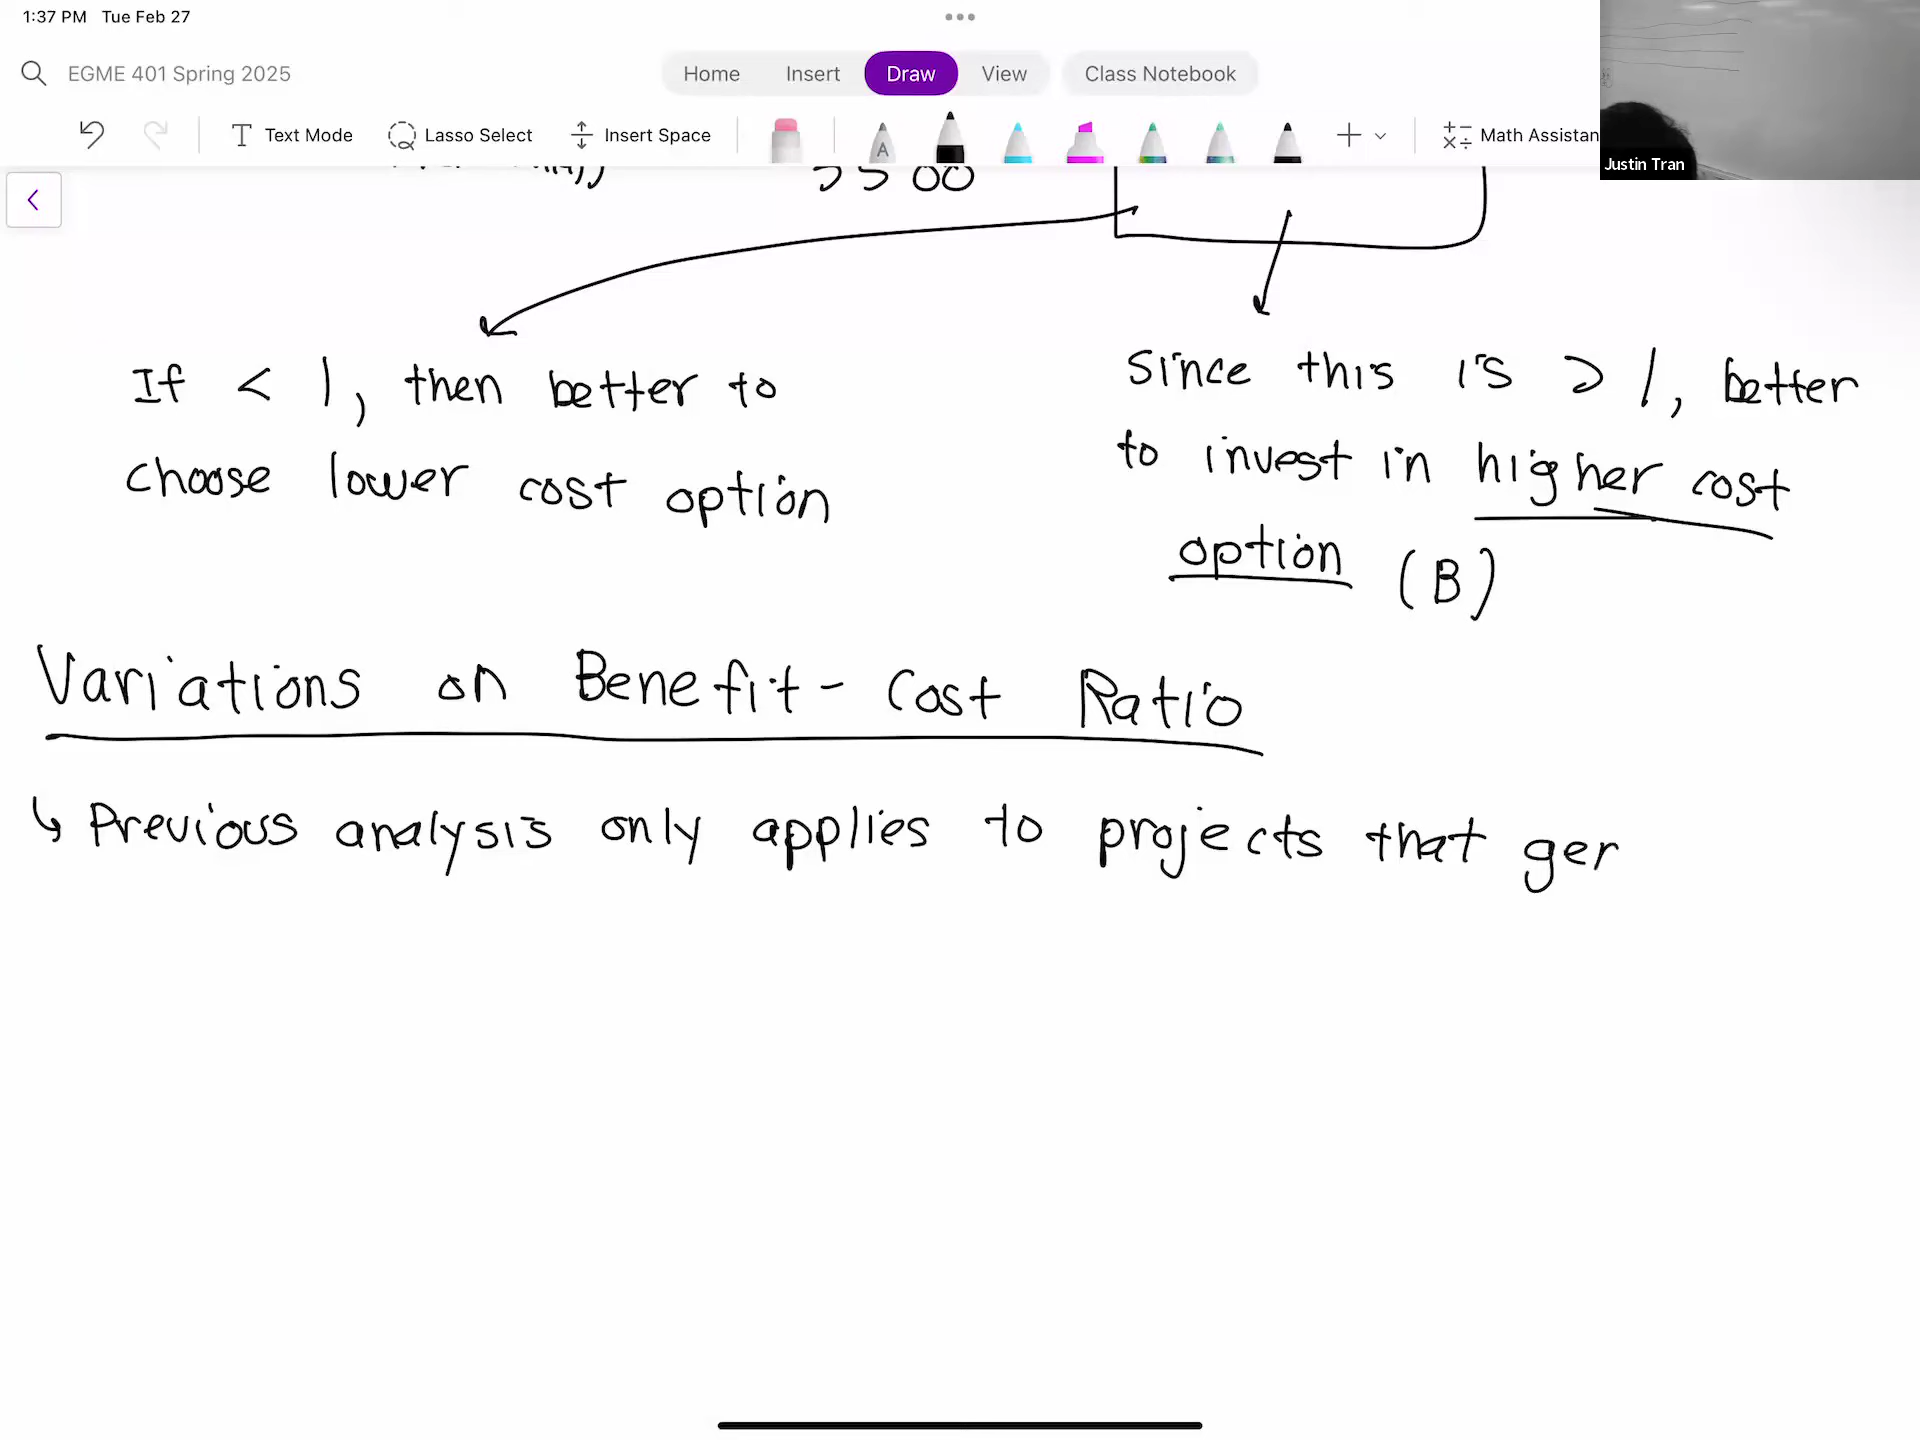 1:37 PM Tue Feb 27
EGME 401 Spring 2025
Home Insert Draw View Class Notebook
Text Mode Lasso Select Insert Space Math Assistan
A
Justin Tran
5500
If < 1, then better to
choose lower cost option
Since this is > 1, better
to invest in higher cost
option (B)
Variations on Benefit - Cost Ratio
↳ Previous analysis only applies to projects that ger